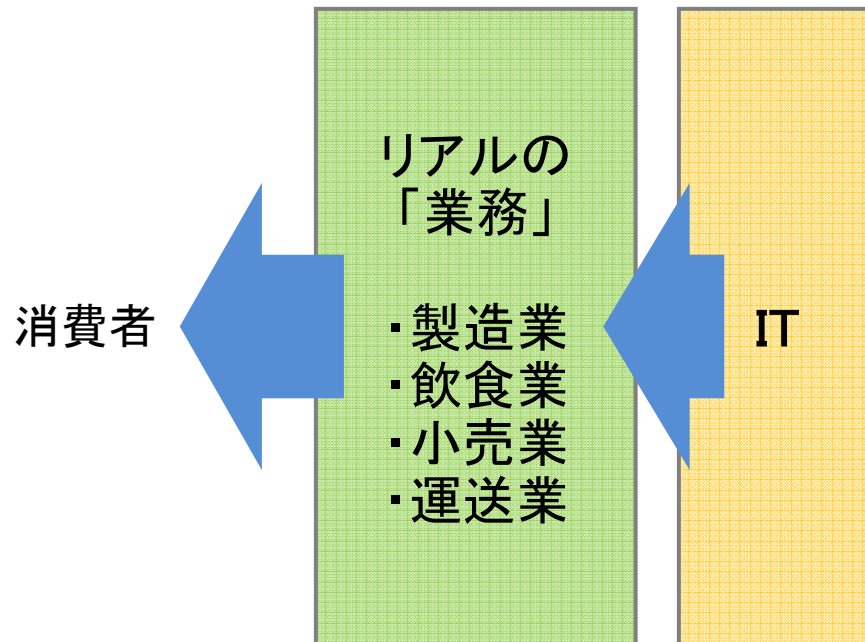 消費者
リアルの
「業務」
・製造業
・飲食業
・小売業
・運送業
IT